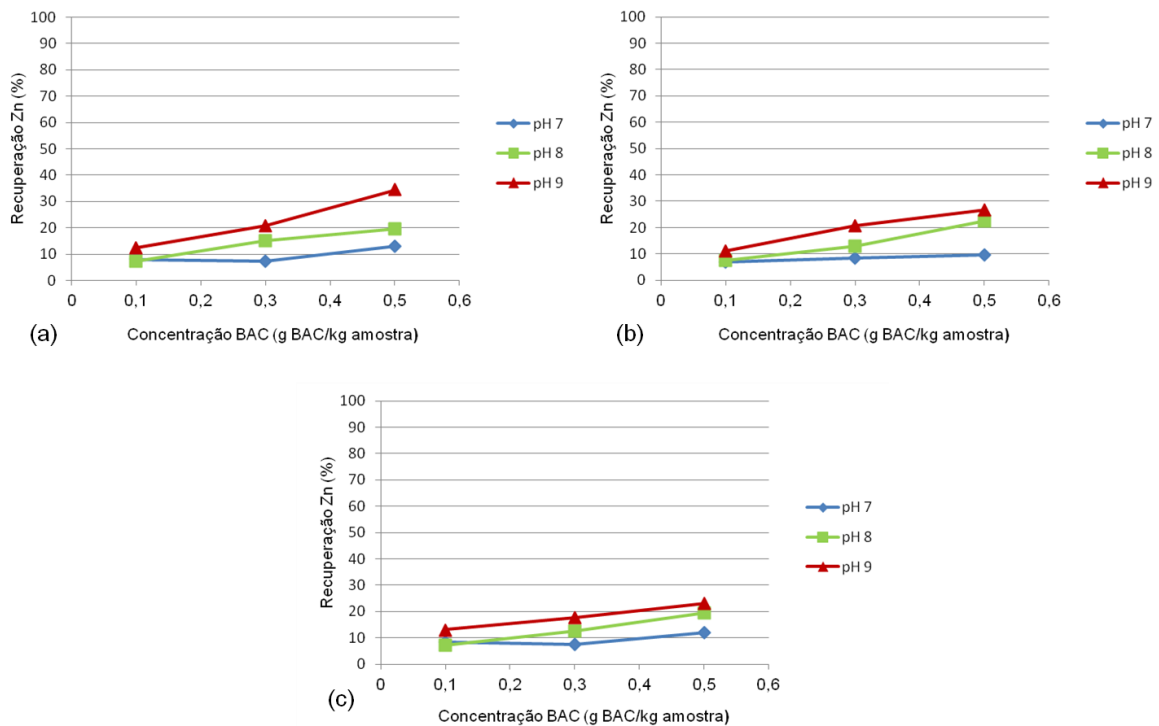 100
90
80
70
60
50
40
30
20
10
0
Recuperação Zn (%)
0 0,1 0,2 0,3 0,4 0,5 0,6
Concentração BAC (g BAC/kg amostra)
pH 7
pH 8
pH 9
(a)
100
90
80
70
60
50
40
30
20
10
0
Recuperação Zn (%)
0 0,1 0,2 0,3 0,4 0,5 0,6
Concentração BAC (g BAC/kg amostra)
pH 7
pH 8
pH 9
(b)
100
90
80
70
60
50
40
30
20
10
0
Recuperação Zn (%)
0 0,1 0,2 0,3 0,4 0,5 0,6
Concentração BAC (g BAC/kg amostra)
pH 7
pH 8
pH 9
(c)